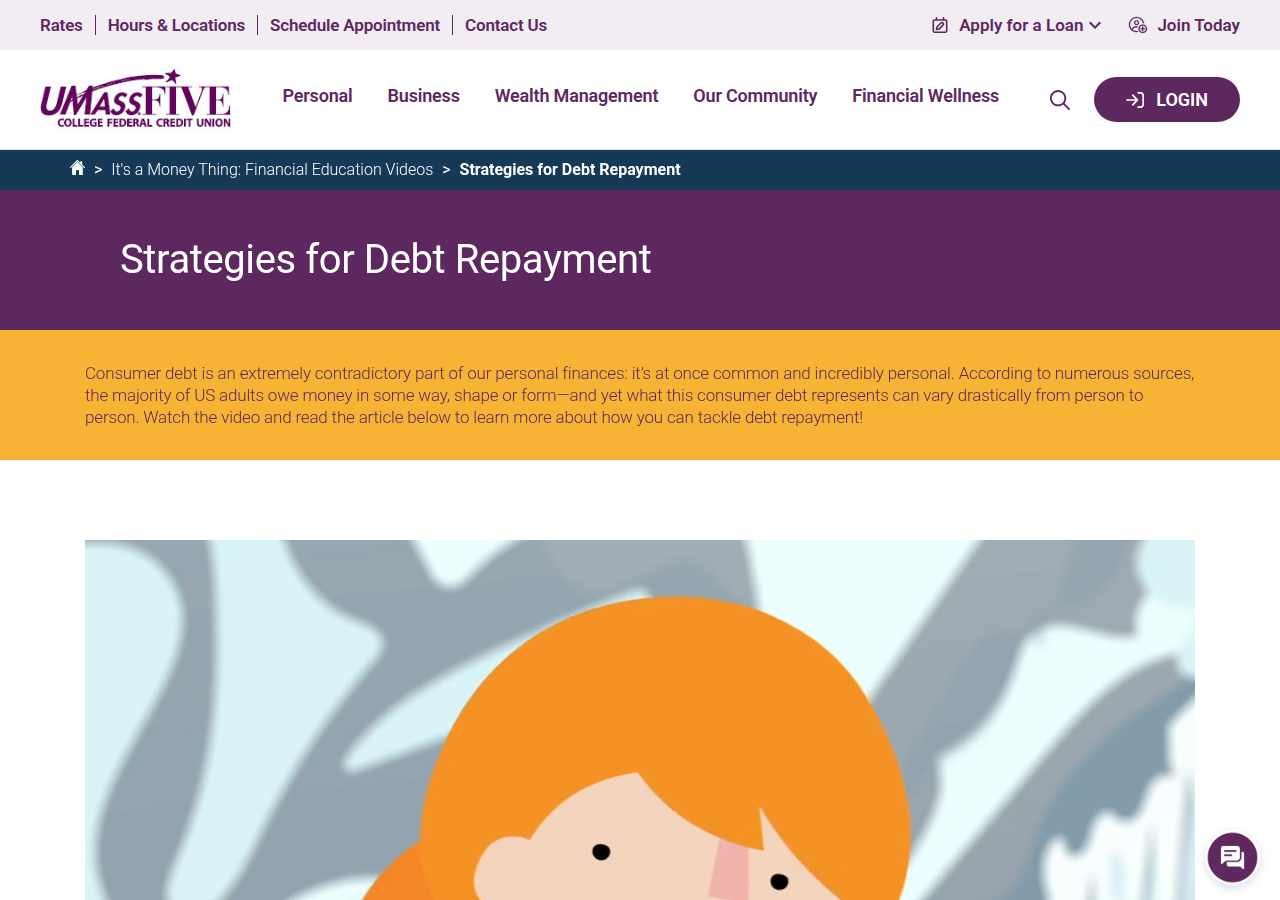 Rates
Hours & Locations
Schedule Appointment
Contact Us
Apply for a Loan
Join Today
UMASSFIVE
COLLEGE FEDERAL CREDIT UNION
Personal
Business
Wealth Management
Our Community
Financial Wellness
LOGIN
> It's a Money Thing: Financial Education Videos > Strategies for Debt Repayment
Strategies for Debt Repayment
Consumer debt is an extremely contradictory part of our personal finances: it’s at once common and incredibly personal. According to numerous sources,
the majority of US adults owe money in some way, shape or form—and yet what this consumer debt represents can vary drastically from person to
person. Watch the video and read the article below to learn more about how you can tackle debt repayment!